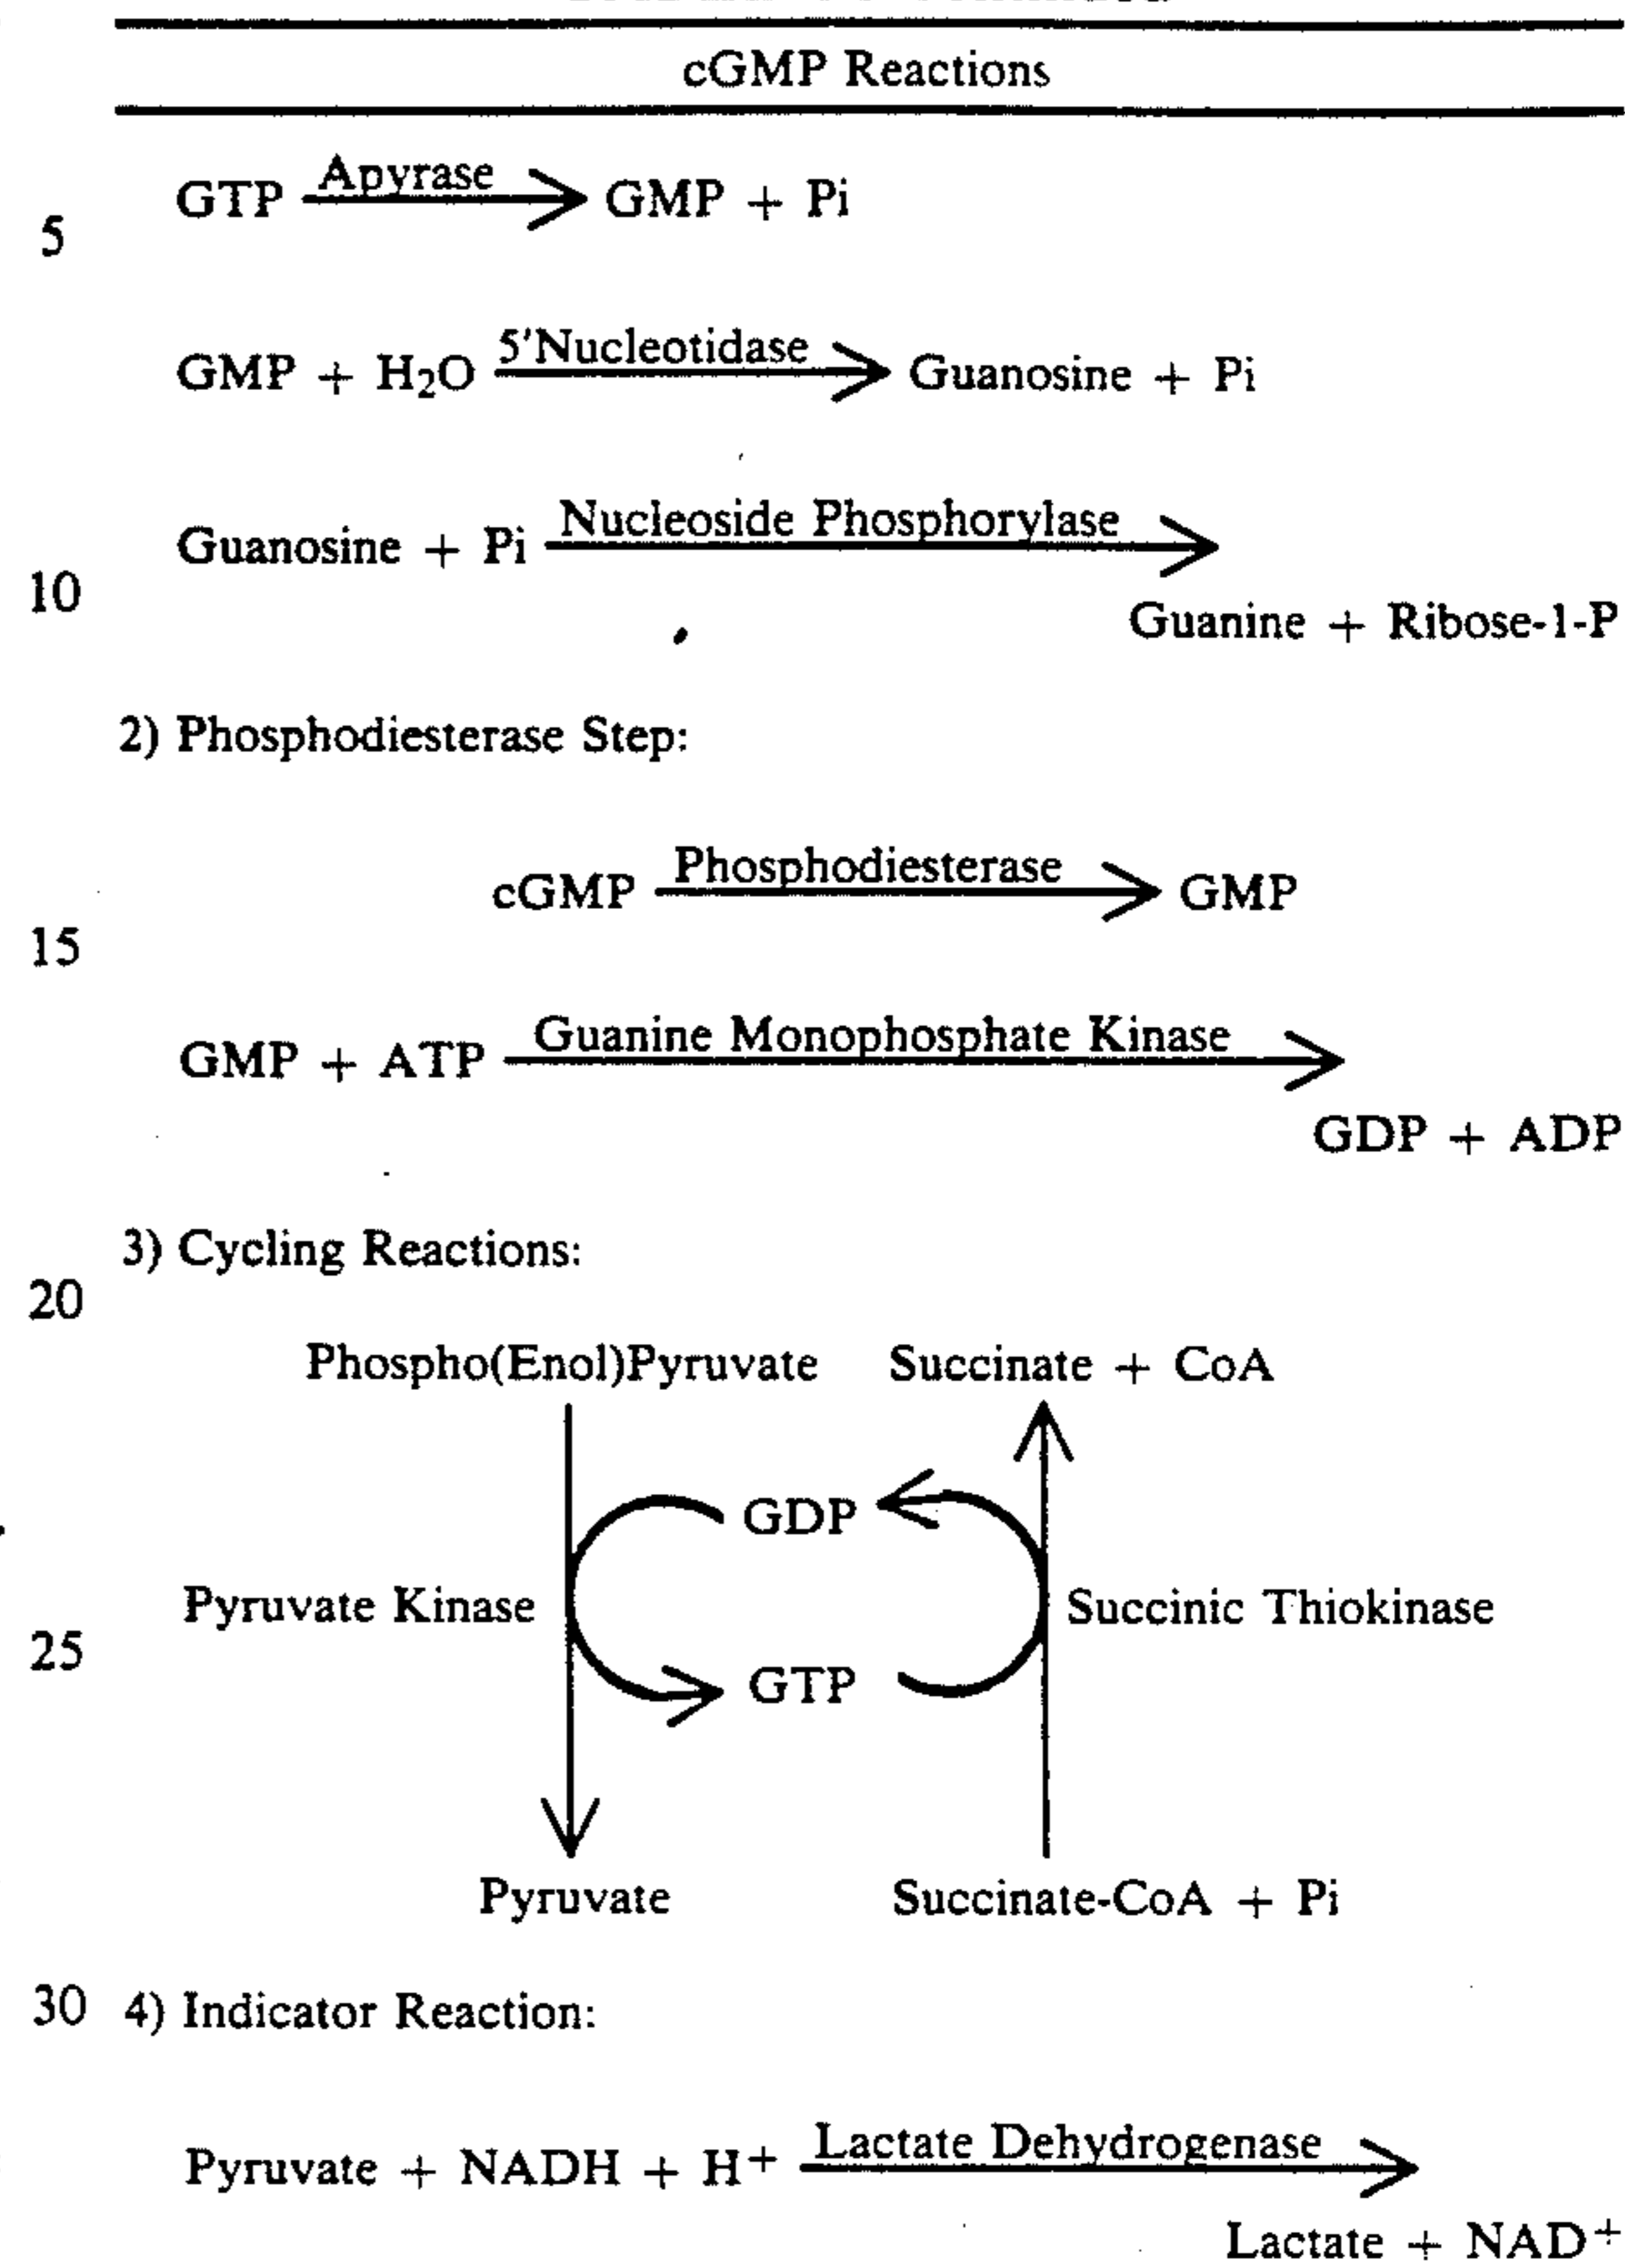 cGMP Reactions
GTP Apyrase GMP + Pi
5
GMP + H₂O 5'Nucleotidase Guanosine + Pi
Guanosine + Pi Nucleoside Phosphorylase
10
Guanine + Ribose-1-P
2) Phosphodiesterase Step:
cGMP Phosphodiesterase GMP
15
GMP + ATP Guanine Monophosphate Kinase
GDP + ADP
3) Cycling Reactions:
20
Phospho(Enol)Pyruvate Succinate + CoA
GDP
Pyruvate Kinase Succinic Thiokinase
25
GTP
Pyruvate Succinate-CoA + Pi
30 4) Indicator Reaction:
Pyruvate + NADH + H⁺ Lactate Dehydrogenase
Lactate + NAD⁺